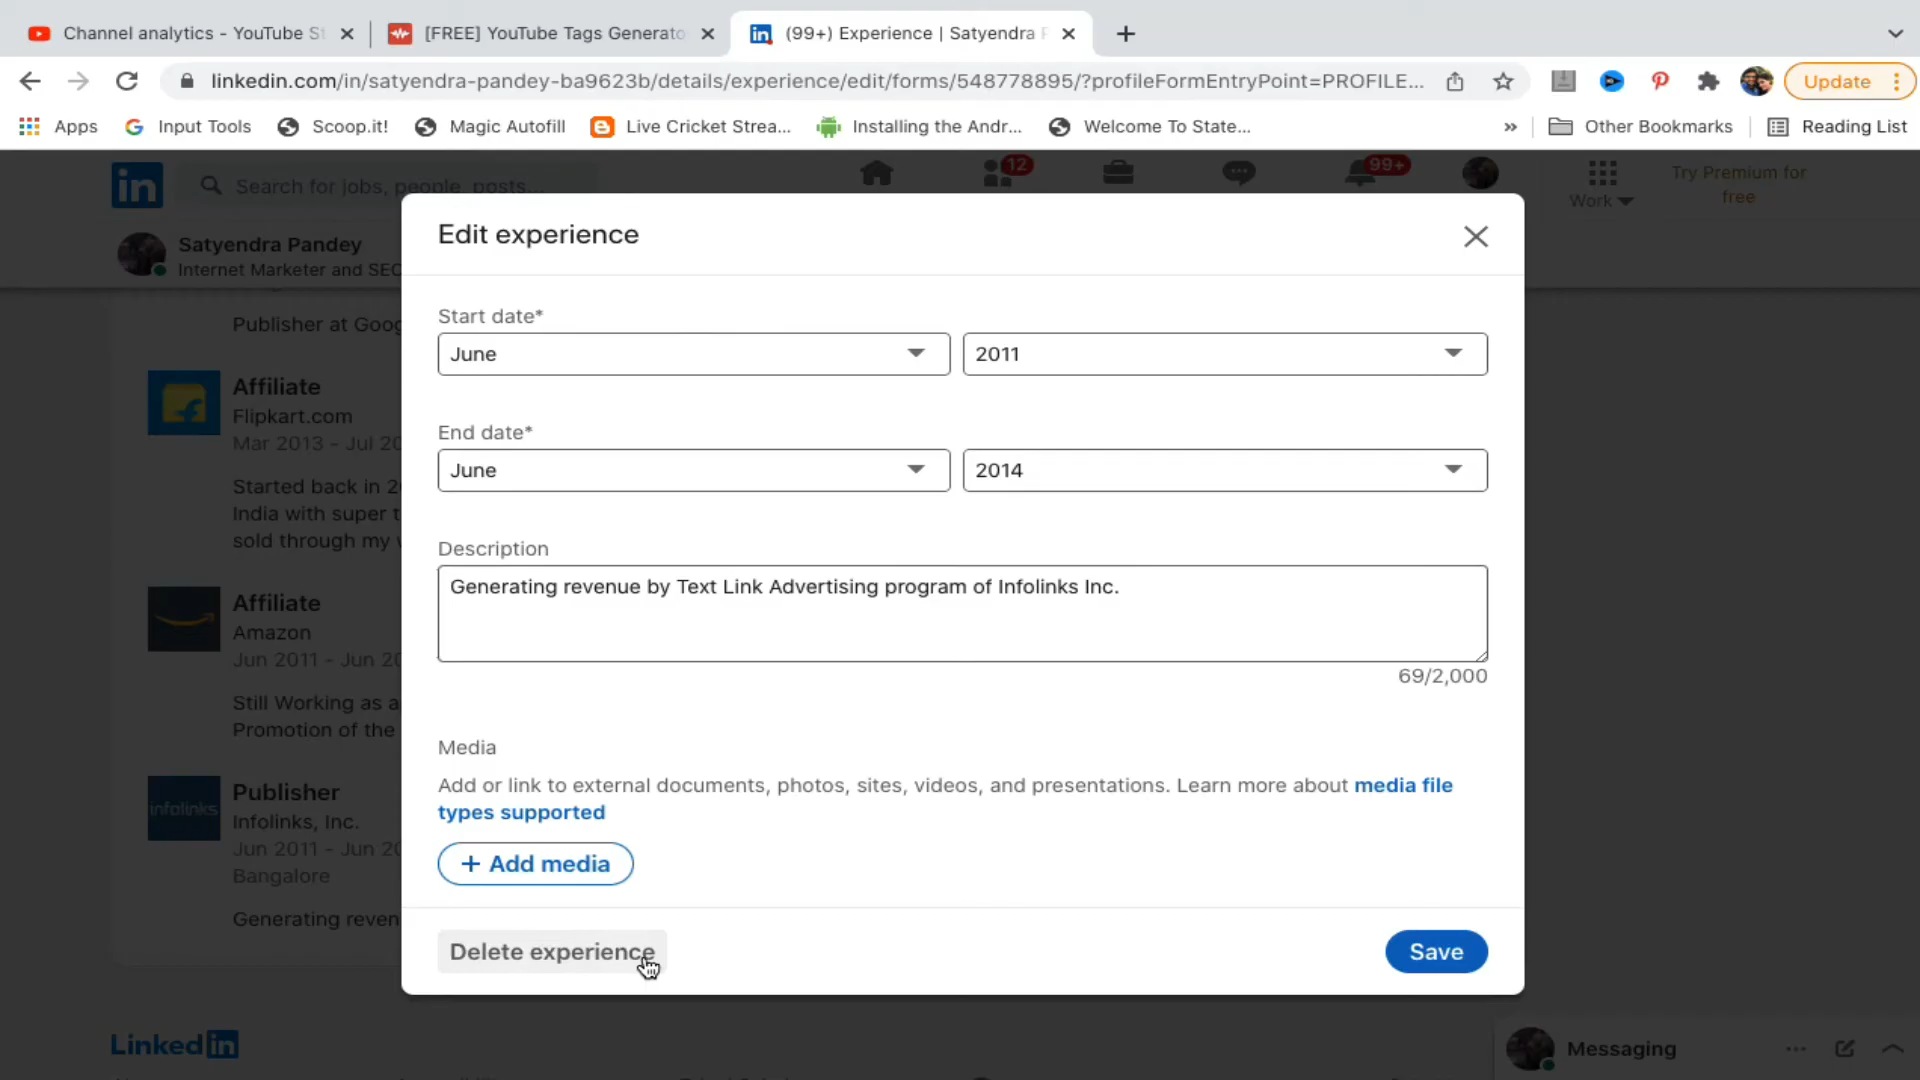 Channel analytics - YouTube St
[FREE] YouTube Tags Generato
(99+) Experience | Satyendra P
linkedin.com/in/satyendra-pandey-ba9623b/details/experience/edit/forms/548778895/?profileFormEntryPoint=PROFILE...
Update
Apps
Input Tools
Scoop.it!
Magic Autofill
Live Cricket Strea...
Installing the Andr...
Welcome To State...
»
Other Bookmarks
Reading List
in
Search for jobs, people, posts...
12
99+
Work
Try Premium for
free
Satyendra Pandey
Internet Marketer and SEO
Publisher at Goog
Affiliate
Flipkart.com
Mar 2013 - Jul 20
Started back in 2
India with super t
sold through my
Affiliate
Amazon
Jun 2011 - Jun 20
Still Working as a
Promotion of the
infolinks
Publisher
Infolinks, Inc.
Jun 2011 - Jun 20
Bangalore
Generating reven
Edit experience
Start date*
June
2011
End date*
June
2014
Description
Generating revenue by Text Link Advertising program of Infolinks Inc.
69/2,000
Media
Add or link to external documents, photos, sites, videos, and presentations. Learn more about media file
types supported
+ Add media
Delete experience
Save
Linked in
Messaging